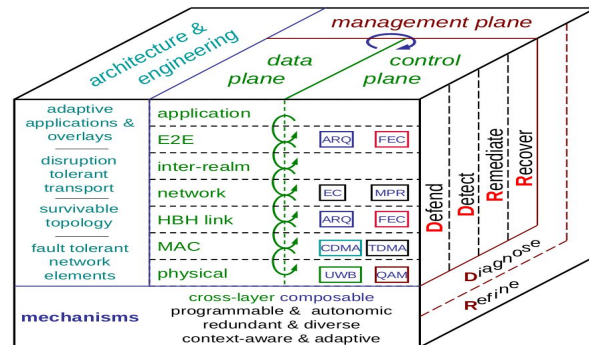 management plane
architecture &
engineering
data
plane
control
plane
adaptive
applications &
overlays
disruption
tolerant
transport
survivable
topology
fault tolerant
network
elements
application
E2E
ARQ
FEC
inter-realm
network
EC
MPR
HBH link
ARQ
FEC
MAC
CDMA
TDMA
physical
UWB
QAM
Defend
Detect
Remediate
Recover
Diagnose
Refine
mechanisms
cross-layer composable
programmable & autonomic
redundant & diverse
context-aware & adaptive